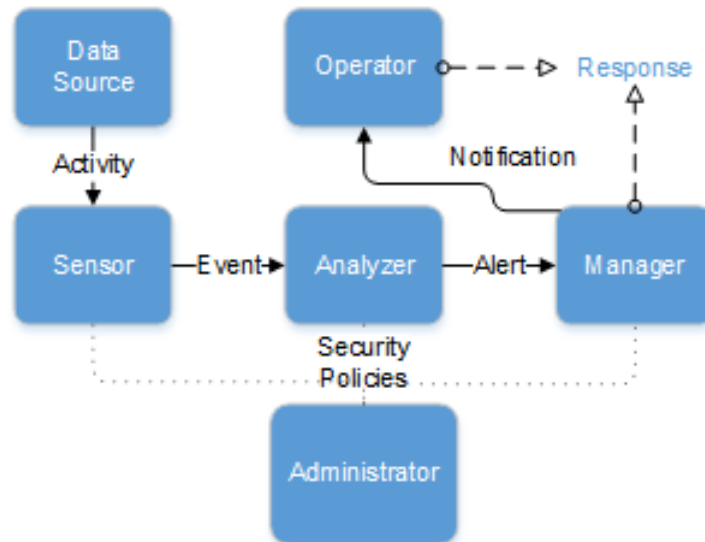 Data
Source
Operator
Response
Activity
Notification
Sensor
Event
Analyzer
Alert
Manager
Security
Policies
Administrator